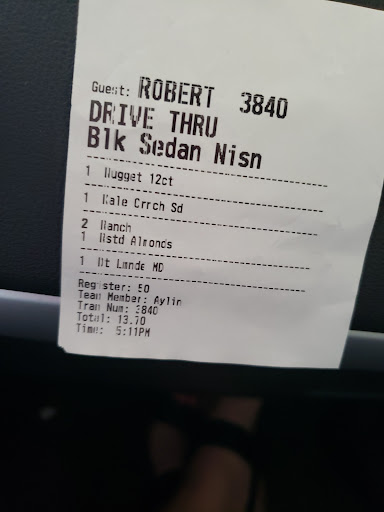 Guest: ROBERT 3840
DRIVE THRU
Blk Sedan Nisn
1 Nugget 12ct
1 Kale Crrch Sd
2 Ranch
1 Rstd Almonds
1 Dt Lmnde MD
Register: 50
Team Member: Aylin
Tran Num: 3840
Total: 13.70
Time: 5:11PM